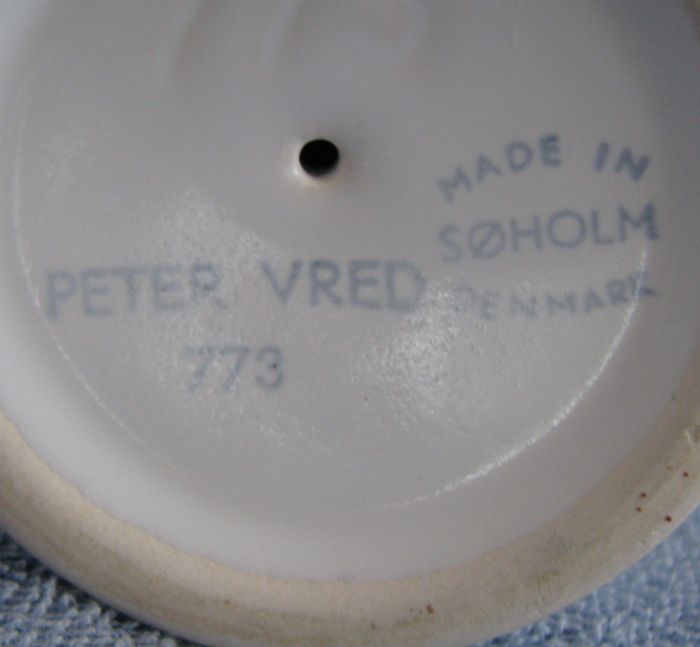 MADE IN
SØHOLM
DENMARK
PETER VRED
773